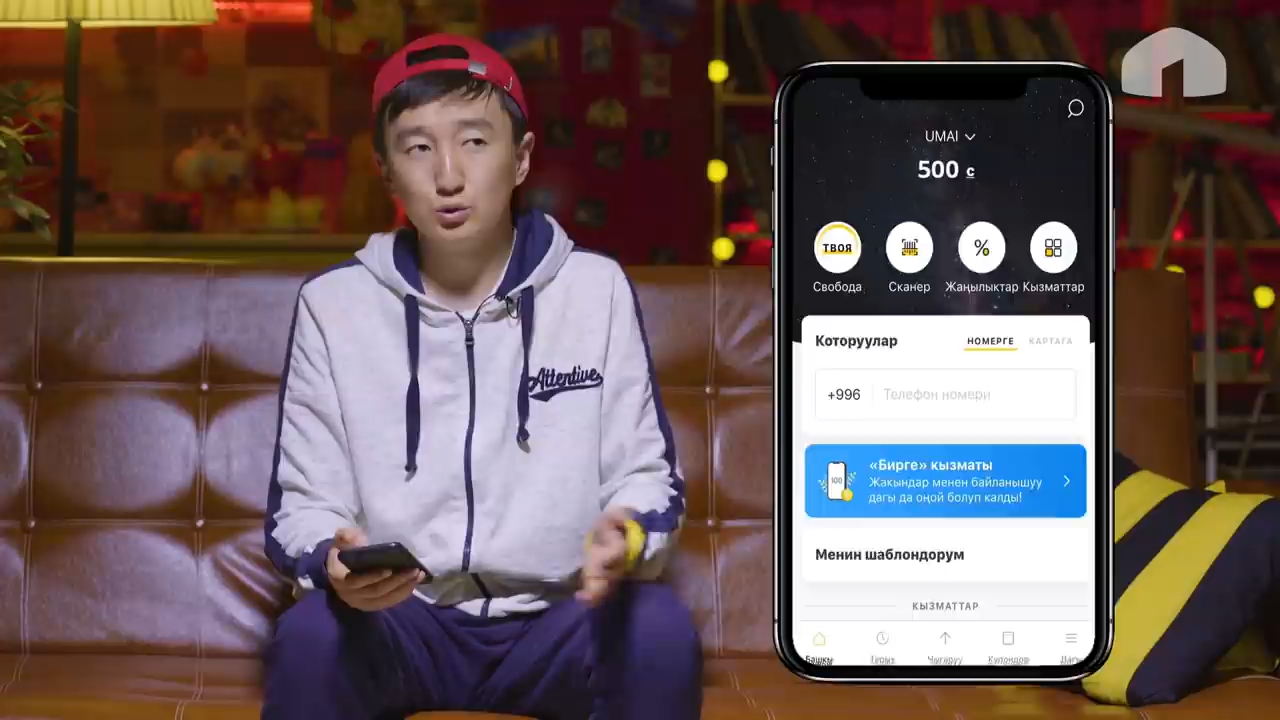 Attentive
UMAI
500 с
ТВОЯ
Свобода
Сканер
Жаңылыктар
Кызматтар
Которуулар
НОМЕРГЕ
КАРТАГА
+996
Телефон номери
100
«Бирге» кызматы
Жакындар менен байланышуу
дагы да оңой болуп калды!
Менин шаблондорум
КЫЗМАТТАР